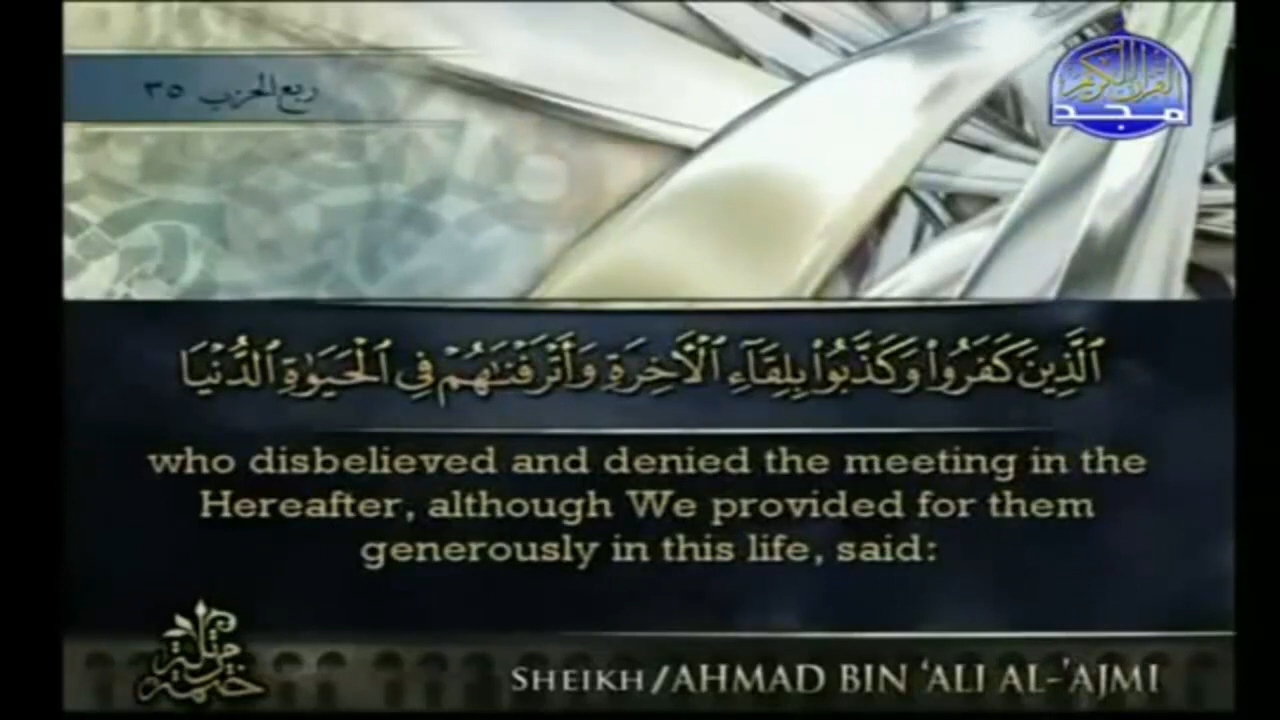 ربع الحزب ٣٥
القرآن الكريم
مجد
ٱلَّذِينَ كَفَرُوا۟ وَكَذَّبُوا۟ بِلِقَآءِ ٱلْءَاخِرَةِ وَأَتْرَفْنَـٰهُمْ فِى ٱلْحَيَوٰةِ ٱلدُّنْيَا
who disbelieved and denied the meeting in the
Hereafter, although We provided for them
generously in this life, said:
SHEIKH/AHMAD BIN ‘ALI AL-’AJMI